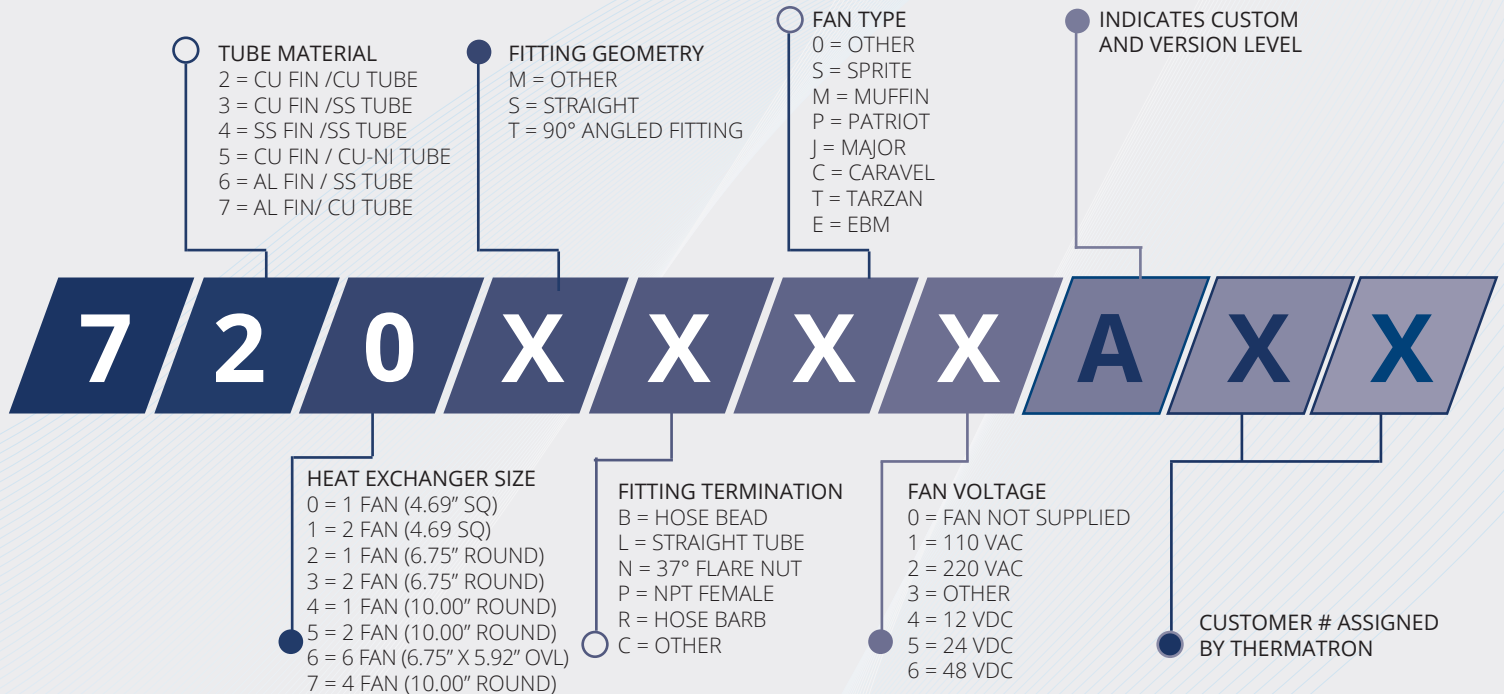 TUBE MATERIAL
2 = CU FIN /CU TUBE
3 = CU FIN /SS TUBE
4 = SS FIN /SS TUBE
5 = CU FIN / CU-NI TUBE
6 = AL FIN / SS TUBE
7 = AL FIN/ CU TUBE
FITTING GEOMETRY
M = OTHER
S = STRAIGHT
T = 90° ANGLED FITTING
FAN TYPE
0 = OTHER
S = SPRITE
M = MUFFIN
P = PATRIOT
J = MAJOR
C = CARAVEL
T = TARZAN
E = EBM
INDICATES CUSTOM
AND VERSION LEVEL
7 2 0 X X X X A X X
HEAT EXCHANGER SIZE
0 = 1 FAN (4.69” SQ)
1 = 2 FAN (4.69 SQ)
2 = 1 FAN (6.75” ROUND)
3 = 2 FAN (6.75” ROUND)
4 = 1 FAN (10.00” ROUND)
5 = 2 FAN (10.00” ROUND)
6 = 6 FAN (6.75” X 5.92” OVL)
7 = 4 FAN (10.00” ROUND)
FITTING TERMINATION
B = HOSE BEAD
L = STRAIGHT TUBE
N = 37° FLARE NUT
P = NPT FEMALE
R = HOSE BARB
C = OTHER
FAN VOLTAGE
0 = FAN NOT SUPPLIED
1 = 110 VAC
2 = 220 VAC
3 = OTHER
4 = 12 VDC
5 = 24 VDC
6 = 48 VDC
CUSTOMER # ASSIGNED
BY THERMATRON